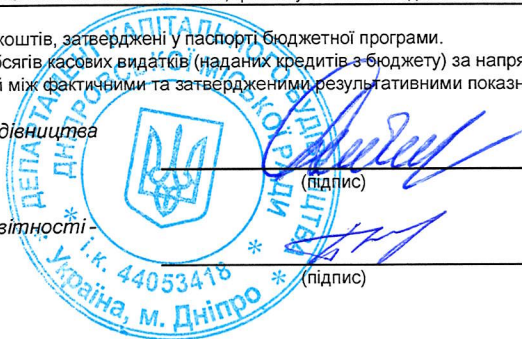 коштів, затверджені у паспорті бюджетної програми.
бсягів касових видатків (наданих кредитів з бюджету) за напря
й між фактичними та затвердженими результативними показн
дівництва
(підпис)
вітності -
(підпис)
ДЕПАРТАМЕНТ КАПІТАЛЬНОГО БУДІВНИЦТВА
ДНІПРОВСЬКОЇ МІСЬКОЇ РАДИ
* і.к. 44053418 *
* Україна, м. Дніпро *